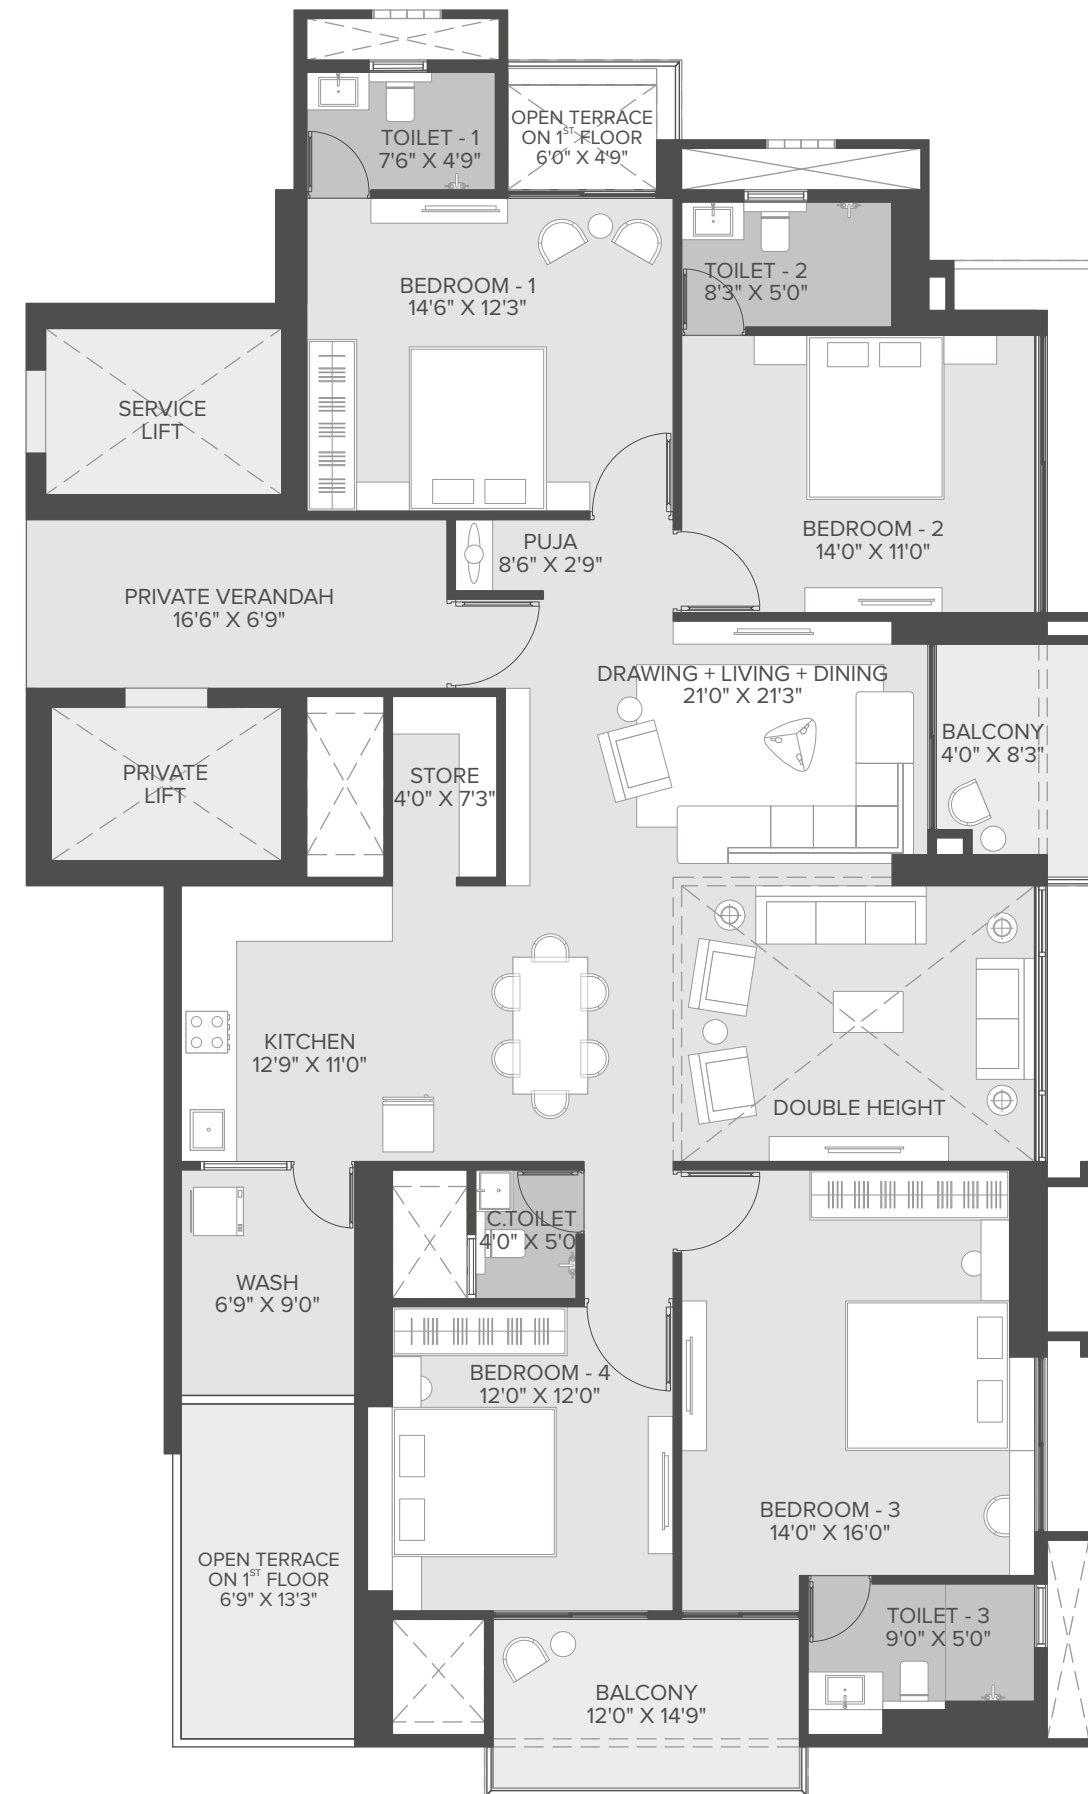 TOILET - 1
7'6" X 4'9"
OPEN TERRACE
ON 1ST FLOOR
6'0" X 4'9"
TOILET - 2
8'3" X 5'0"
BEDROOM - 1
14'6" X 12'3"
SERVICE
LIFT
BEDROOM - 2
14'0" X 11'0"
PUJA
8'6" X 2'9"
PRIVATE VERANDAH
16'6" X 6'9"
DRAWING + LIVING + DINING
21'0" X 21'3"
BALCONY
4'0" X 8'3"
PRIVATE
LIFT
STORE
4'0" X 7'3"
KITCHEN
12'9" X 11'0"
DOUBLE HEIGHT
C.TOILET
4'0" X 5'0
WASH
6'9" X 9'0"
BEDROOM - 4
12'0" X 12'0"
BEDROOM - 3
14'0" X 16'0"
OPEN TERRACE
ON 1ST FLOOR
6'9" X 13'3"
TOILET - 3
9'0" X 5'0"
BALCONY
12'0" X 14'9"